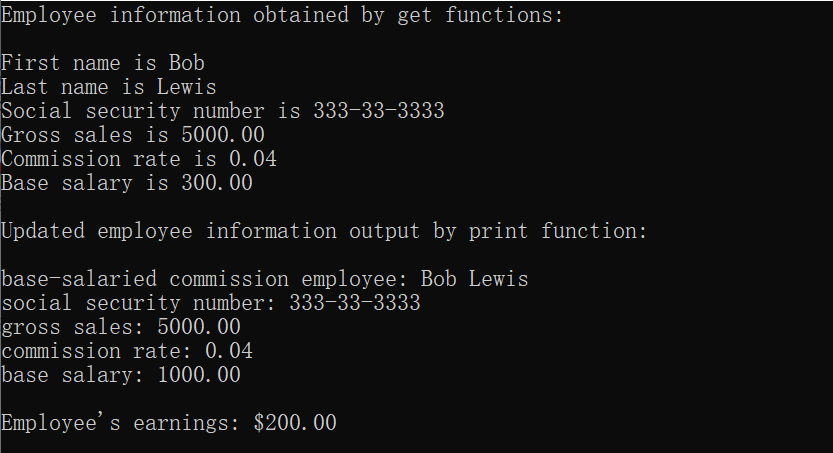 Employee information obtained by get functions:
First name is Bob
Last name is Lewis
Social security number is 333-33-3333
Gross sales is 5000.00
Commission rate is 0.04
Base salary is 300.00
Updated employee information output by print function:
base-salaried commission employee: Bob Lewis
social security number: 333-33-3333
gross sales: 5000.00
commission rate: 0.04
base salary: 1000.00
Employee's earnings: $200.00